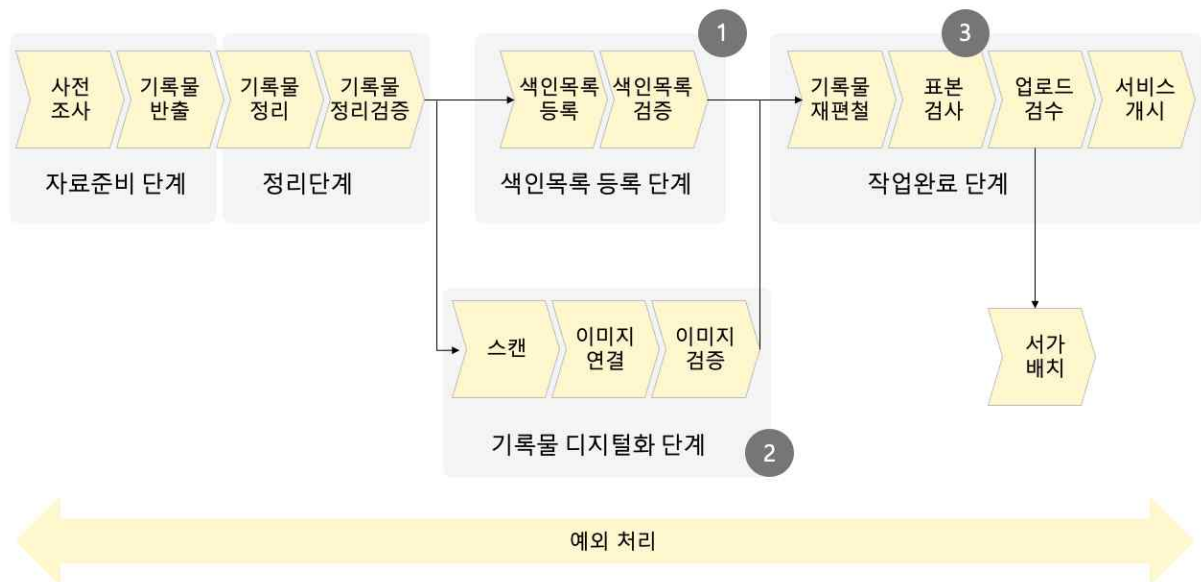 1
3
사전
조사
기록물
반출
기록물
정리
기록물
정리검증
색인목록
등록
색인목록
검증
기록물
재편철
표본
검사
업로드
검수
서비스
개시
자료준비 단계
정리단계
색인목록 등록 단계
작업완료 단계
스캔
이미지
연결
이미지
검증
서가
배치
기록물 디지털화 단계
2
예외 처리